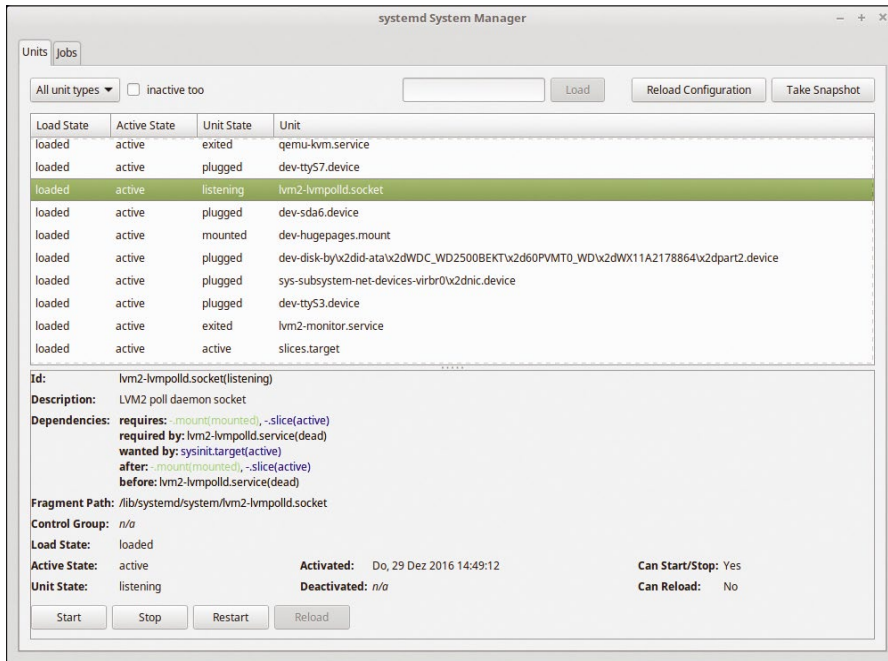 systemd System Manager
Units Jobs
All unit types inactive too Load Reload Configuration Take Snapshot
Load State Active State Unit State Unit
loaded active exited qemu-kvm.service
loaded active plugged dev-ttyS7.device
loaded active listening lvm2-lvmpolld.socket
loaded active plugged dev-sda6.device
loaded active mounted dev-hugepages.mount
loaded active plugged dev-disk-by\x2did-ata\x2dWDC_WD2500BEKT\x2d60PVMT0_WD\x2dWX11A2178864\x2dpart2.device
loaded active plugged sys-subsystem-net-devices-virbr0\x2dnic.device
loaded active plugged dev-ttyS3.device
loaded active exited lvm2-monitor.service
loaded active active slices.target
Id: lvm2-lvmpolld.socket(listening)
Description: LVM2 poll daemon socket
Dependencies: requires: -.mount(mounted), -.slice(active)
required by: lvm2-lvmpolld.service(dead)
wanted by: sysinit.target(active)
after: -.mount(mounted), -.slice(active)
before: lvm2-lvmpolld.service(dead)
Fragment Path: /lib/systemd/system/lvm2-lvmpolld.socket
Control Group: n/a
Load State: loaded
Active State: active Activated: Do, 29 Dez 2016 14:49:12 Can Start/Stop: Yes
Unit State: listening Deactivated: n/a Can Reload: No
Start Stop Restart Reload